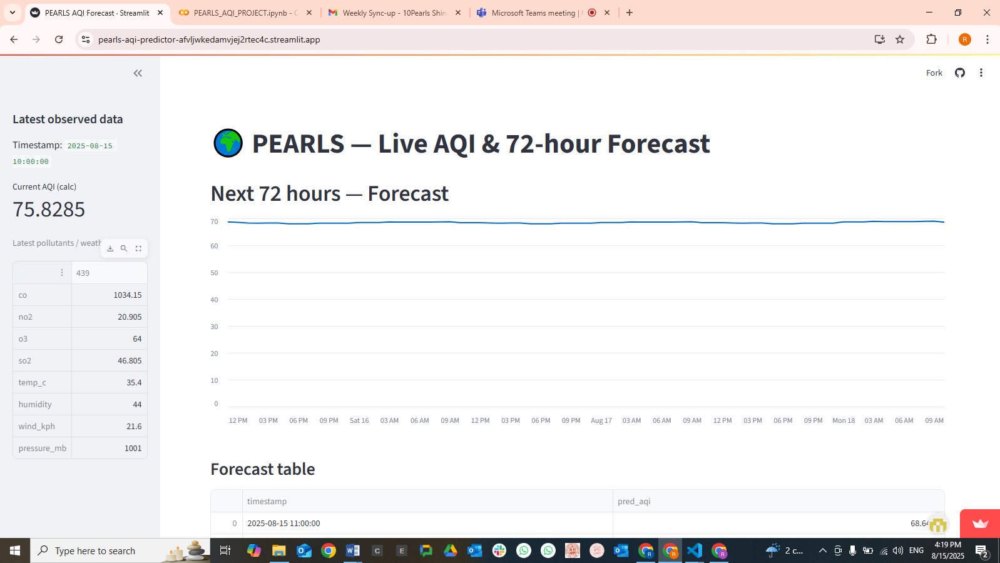 PEARLS AQI Forecast · Streamlit
PEARLS_AQI_PROJECT.ipynb - C
Weekly Sync-up - 10Pearls Shin
Microsoft Teams meeting |
pearls-aqi-predictor-afvljwkedamvjej2rtec4c.streamlit.app
R
Fork
Latest observed data
Timestamp: 2025-08-15
10:00:00
Current AQI (calc)
75.8285
Latest pollutants / weath
439
co 1034.15
no2 20.905
o3 64
so2 46.805
temp_c 35.4
humidity 44
wind_kph 21.6
pressure_mb 1001
PEARLS — Live AQI & 72-hour Forecast
Next 72 hours — Forecast
70
60
50
40
30
20
10
0
12 PM 03 PM 06 PM 09 PM Sat 16 03 AM 06 AM 09 AM 12 PM 03 PM 06 PM 09 PM Aug 17 03 AM 06 AM 09 AM 12 PM 03 PM 06 PM 09 PM Mon 18 03 AM 06 AM 09 AM
Forecast table
timestamp pred_aqi
0 2025-08-15 11:00:00 68.64
Type here to search
C
E
R
R
R
2 c...
ENG
4:19 PM
8/15/2025
2